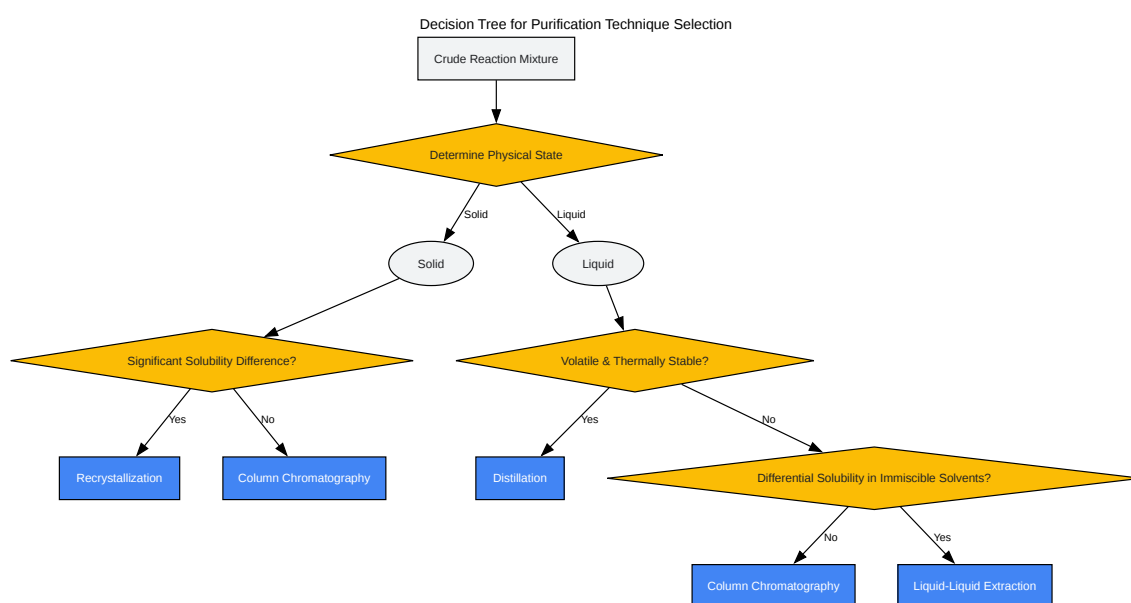 Decision Tree for Purification Technique Selection
Crude Reaction Mixture
Determine Physical State
Solid
Liquid
Solid
Liquid
Significant Solubility Difference?
Volatile & Thermally Stable?
Yes
No
Yes
No
Recrystallization
Column Chromatography
Distillation
Differential Solubility in Immiscible Solvents?
No
Yes
Column Chromatography
Liquid-Liquid Extraction